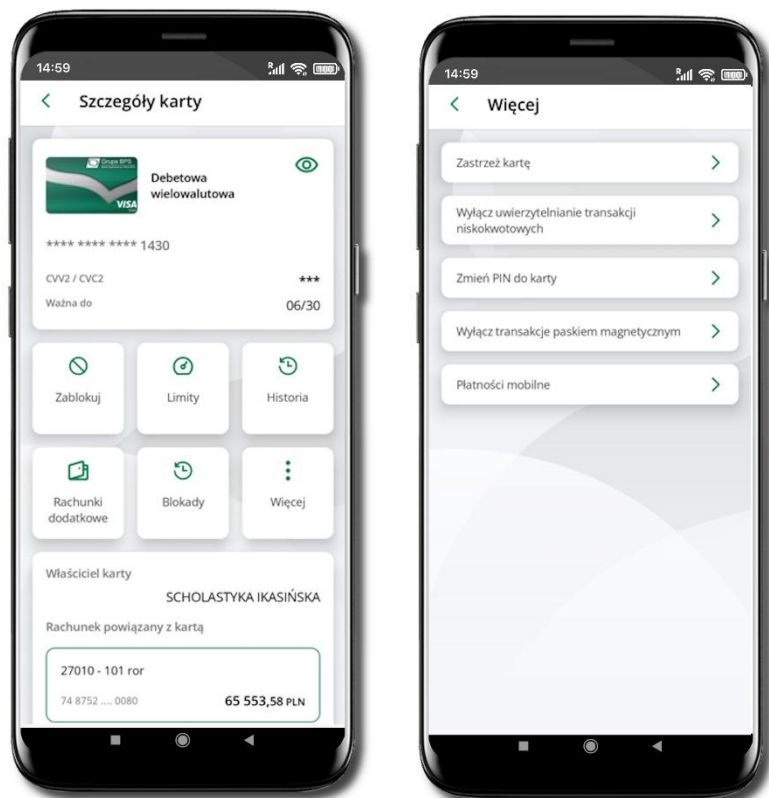 14:59
Szczegóły karty
Grupa BPS
VISA
Debetowa
wielowalutowa
**** **** **** 1430
CVV2 / CVC2
***
Ważna do
06/30
Zablokuj
Limity
Historia
Rachunki
dodatkowe
Blokady
Więcej
Właściciel karty
SCHOLASTYKA IKASIŃSKA
Rachunek powiązany z kartą
27010 - 101 ror
74 8752 .... 0080
65 553,58 PLN
14:59
Więcej
Zastrzeż kartę
Wyłącz uwierzytelnianie transakcji
niskokwotowych
Zmień PIN do karty
Wyłącz transakcje paskiem magnetycznym
Płatności mobilne